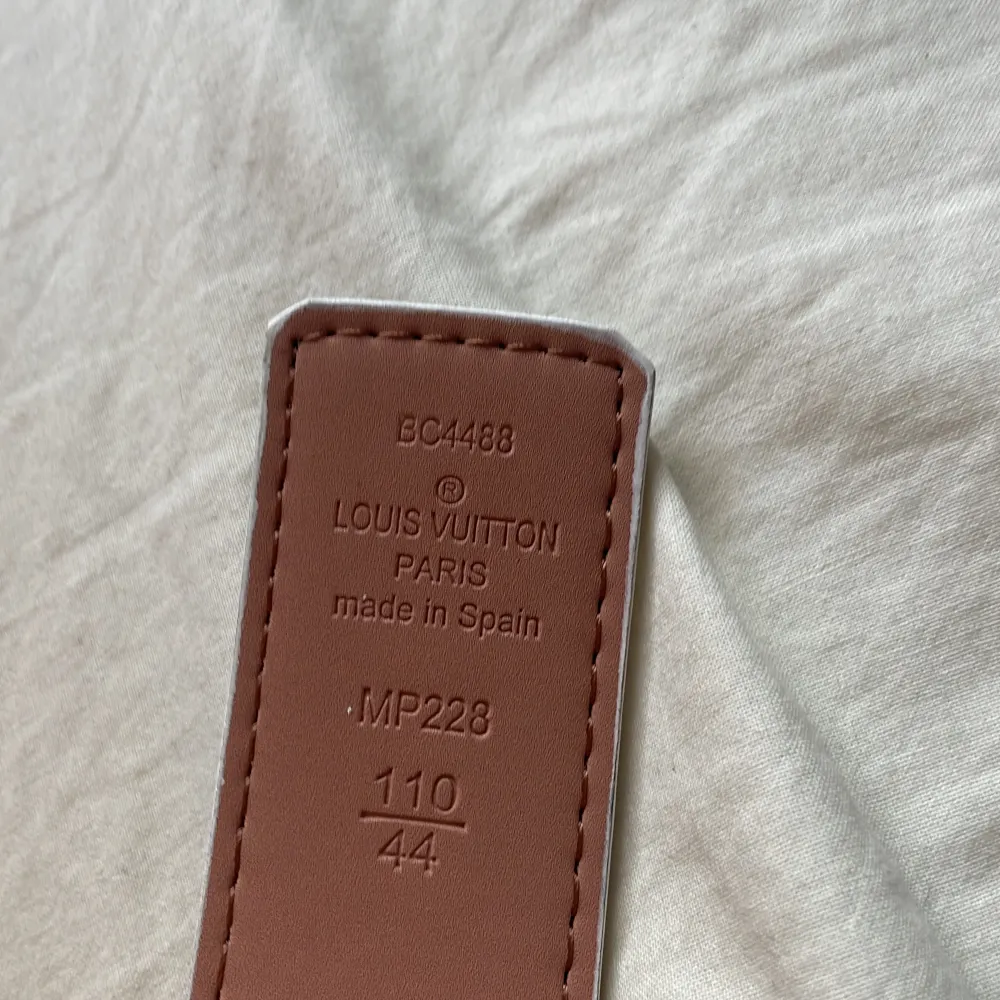 BC4488
®
LOUIS VUITTON
PARIS
made in Spain
MP228
110
44